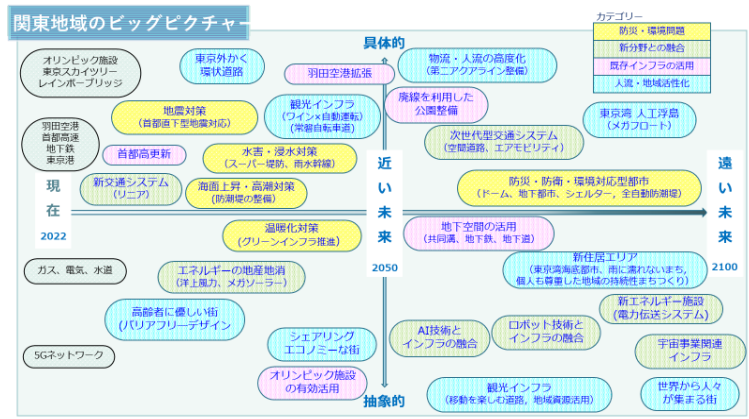 関東地域のビッグピクチャー
カテゴリー
防災・環境問題
新分野との融合
既存インフラの活用
人流・地域活性化
具体的
オリンピック施設
東京スカイツリー
レインボーブリッジ
東京外かく
環状道路
羽田空港拡張
物流・人流の高度化
(第二アクアライン整備)
地震対策
(首都直下型地震対応)
観光インフラ
(ワイン×自動運転)
(常磐自転車道)
廃線を利用した
公園整備
東京湾 人工浮島
(メガフロート)
羽田空港
首都高速
地下鉄
東京港
首都高更新
水害・浸水対策
(スーパー堤防、雨水幹線)
次世代型交通システム
(空間道路、エアモビリティ)
新交通システム
(リニア)
海面上昇・高潮対策
(防潮堤の整備)
防災・防衛・環境対応型都市
(ドーム、地下都市、シェルター, 全自動防潮堤)
現在
2022
近い未来
2050
遠い未来
2100
温暖化対策
(グリーンインフラ推進)
地下空間の活用
(共同溝、地下鉄、地下道)
ガス、電気、水道
エネルギーの地産地消
(洋上風力、メガソーラー)
新住居エリア
(東京湾海底都市、雨に濡れないまち,
個人も尊重した地域の持続性まちづくり)
高齢者に優しい街
(バリアフリーデザイン
新エネルギー施設
(電力伝送システム)
シェアリング
エコノミーな街
AI技術と
インフラの融合
ロボット技術と
インフラの融合
宇宙事業関連
インフラ
5Gネットワーク
オリンピック施設
の有効活用
抽象的
観光インフラ
(移動を楽しむ道路, 地域資源活用)
世界から人々
が集まる街